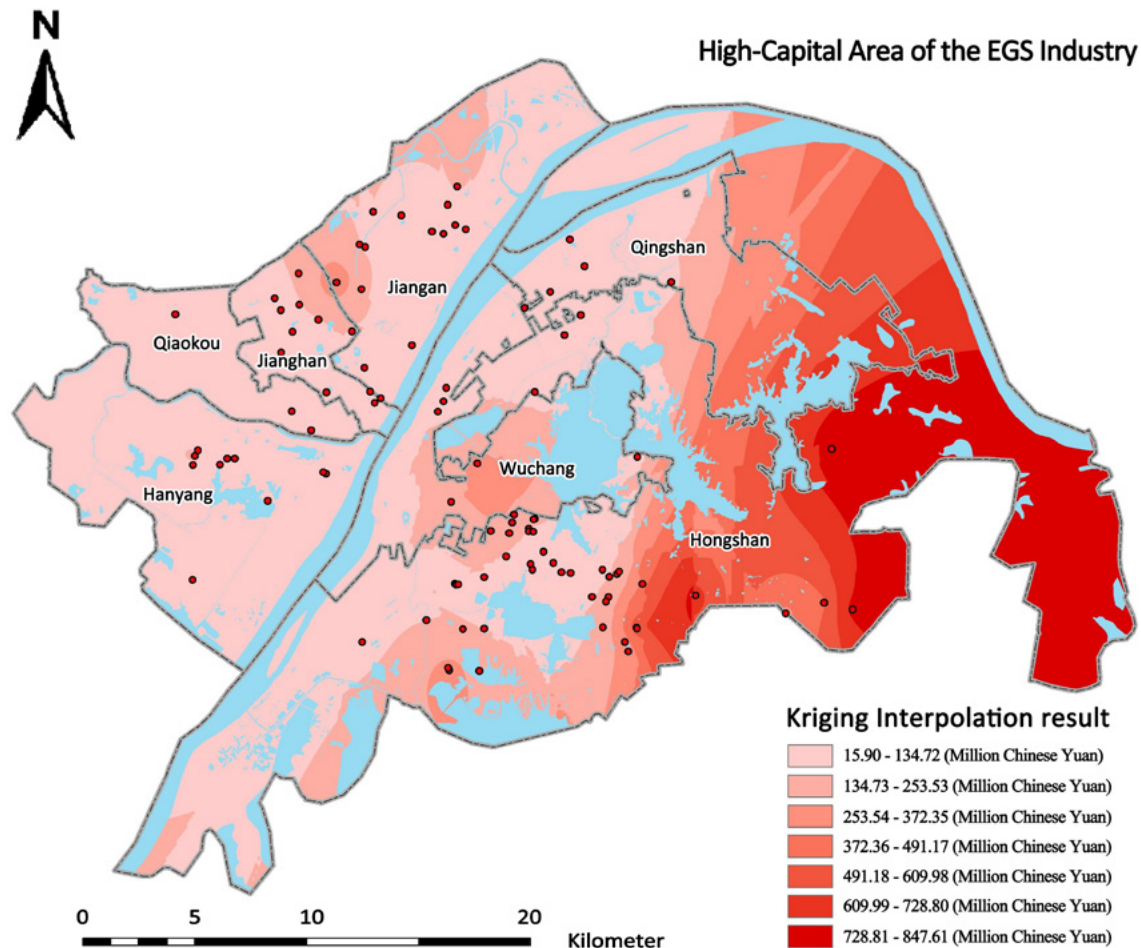 N
High-Capital Area of the EGS Industry
Qingshan
Jiangan
Qiaokou
Jianghan
Wuchang
Hanyang
Hongshan
Kriging Interpolation result
15.90 - 134.72 (Million Chinese Yuan)
134.73 - 253.53 (Million Chinese Yuan)
253.54 - 372.35 (Million Chinese Yuan)
372.36 - 491.17 (Million Chinese Yuan)
491.18 - 609.98 (Million Chinese Yuan)
609.99 - 728.80 (Million Chinese Yuan)
728.81 - 847.61 (Million Chinese Yuan)
0 5 10 20
Kilometer